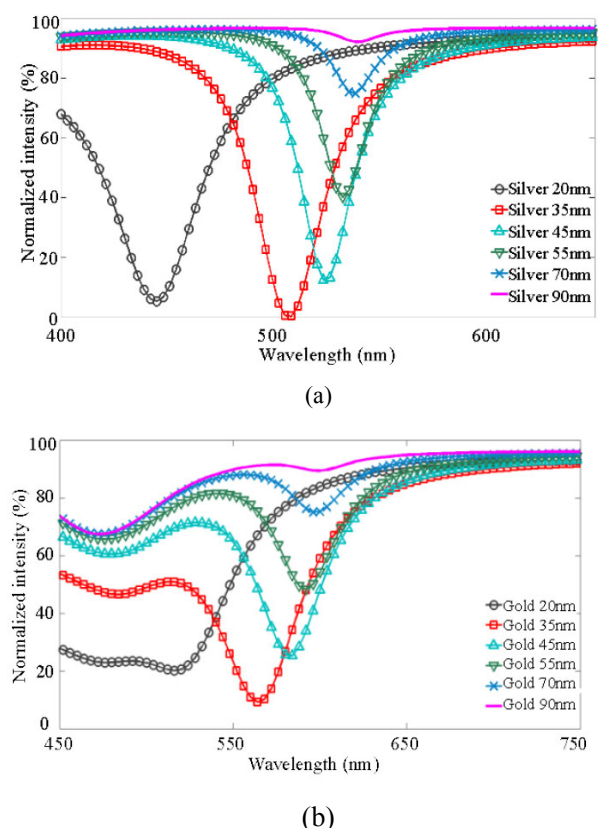 100
80
60
40
20
0
Normalized intensity (%)
Silver 20nm
Silver 35nm
Silver 45nm
Silver 55nm
Silver 70nm
Silver 90nm
400
500
600
Wavelength (nm)
(a)
100
80
60
40
20
0
Normalized intensity (%)
Gold 20nm
Gold 35nm
Gold 45nm
Gold 55nm
Gold 70nm
Gold 90nm
450
550
650
750
Wavelength (nm)
(b)